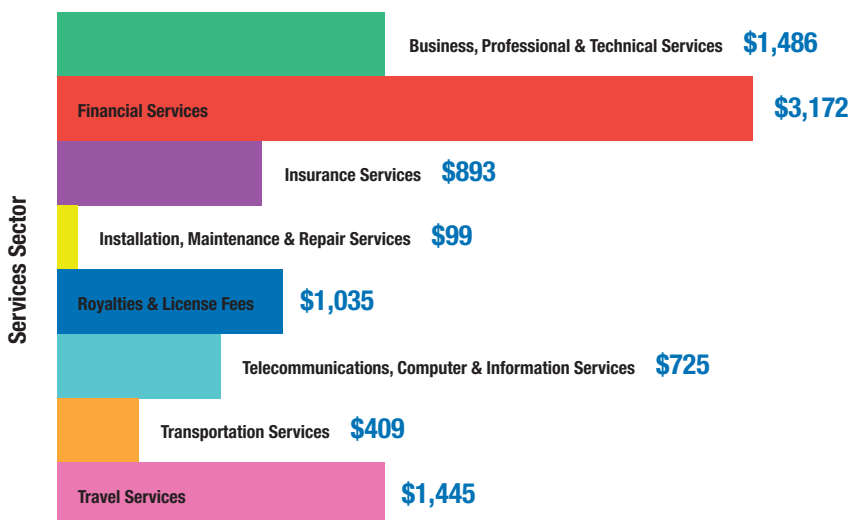 Services Sector
Business, Professional & Technical Services $1,486
Financial Services $3,172
Insurance Services $893
Installation, Maintenance & Repair Services $99
Royalties & License Fees $1,035
Telecommunications, Computer & Information Services $725
Transportation Services $409
Travel Services $1,445